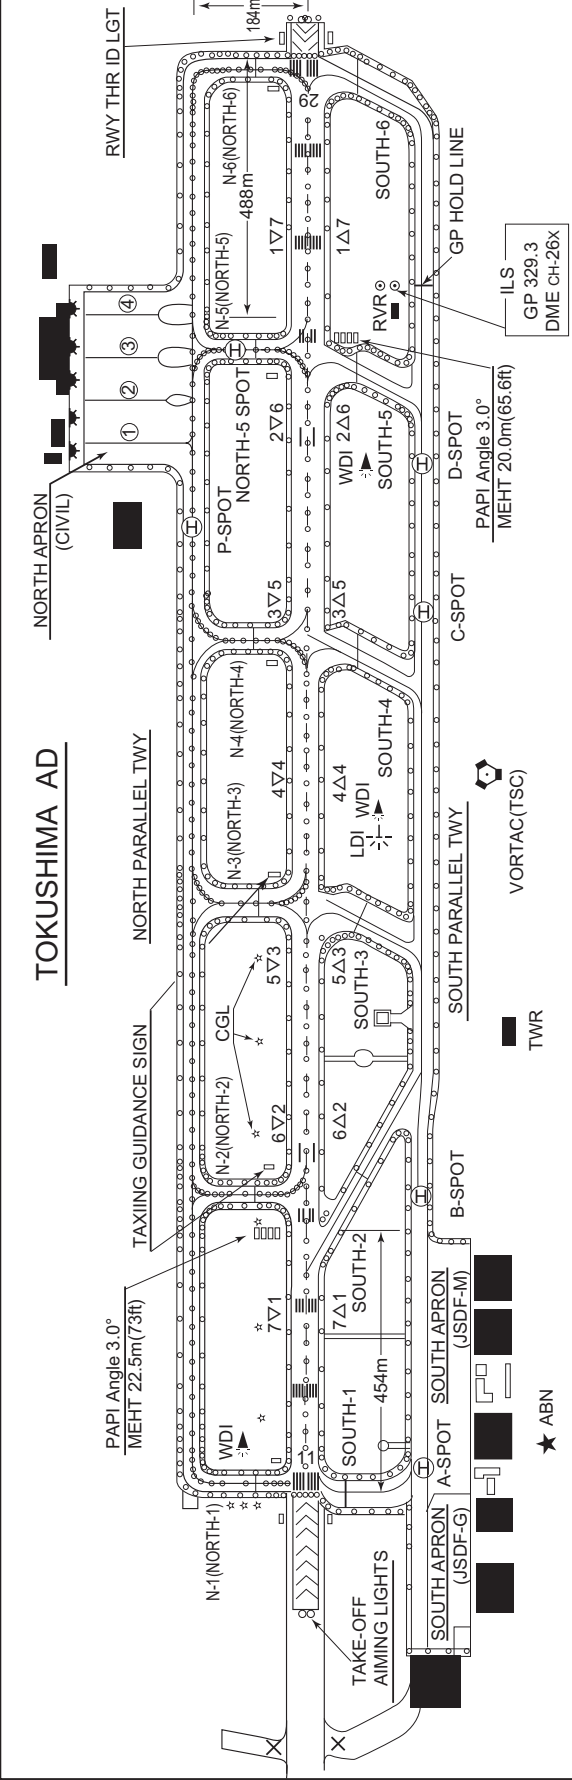 TOKUSHIMA AD
RWY THR ID LGT
184m
NORTH APRON
(CIVIL)
①
②
③
④
NORTH PARALLEL TWY
TAXIING GUIDANCE SIGN
PAPI Angle 3.0°
MEHT 22.5m(73ft)
N-1(NORTH-1)
N-2(NORTH-2)
N-3(NORTH-3)
N-4(NORTH-4)
P-SPOT
NORTH-5 SPOT
N-5(NORTH-5)
N-6(NORTH-6)
488m
H
H
WDI
CGL
7▽1
6▽2
5▽3
4▽4
3▽5
2▽6
1▽7
11
29
7△1
6△2
5△3
4△4
3△5
2△6
1△7
SOUTH-1
SOUTH-2
SOUTH-3
SOUTH-4
SOUTH-5
SOUTH-6
454m
LDI
WDI
WDI
RVR
TAKE-OFF
AIMING LIGHTS
H
H
H
H
A-SPOT
B-SPOT
C-SPOT
D-SPOT
GP HOLD LINE
ILS
GP 329.3
DME CH-26X
PAPI Angle 3.0°
MEHT 20.0m(65.6ft)
SOUTH PARALLEL TWY
SOUTH APRON
(JSDF-G)
SOUTH APRON
(JSDF-M)
ABN
TWR
VORTAC(TSC)